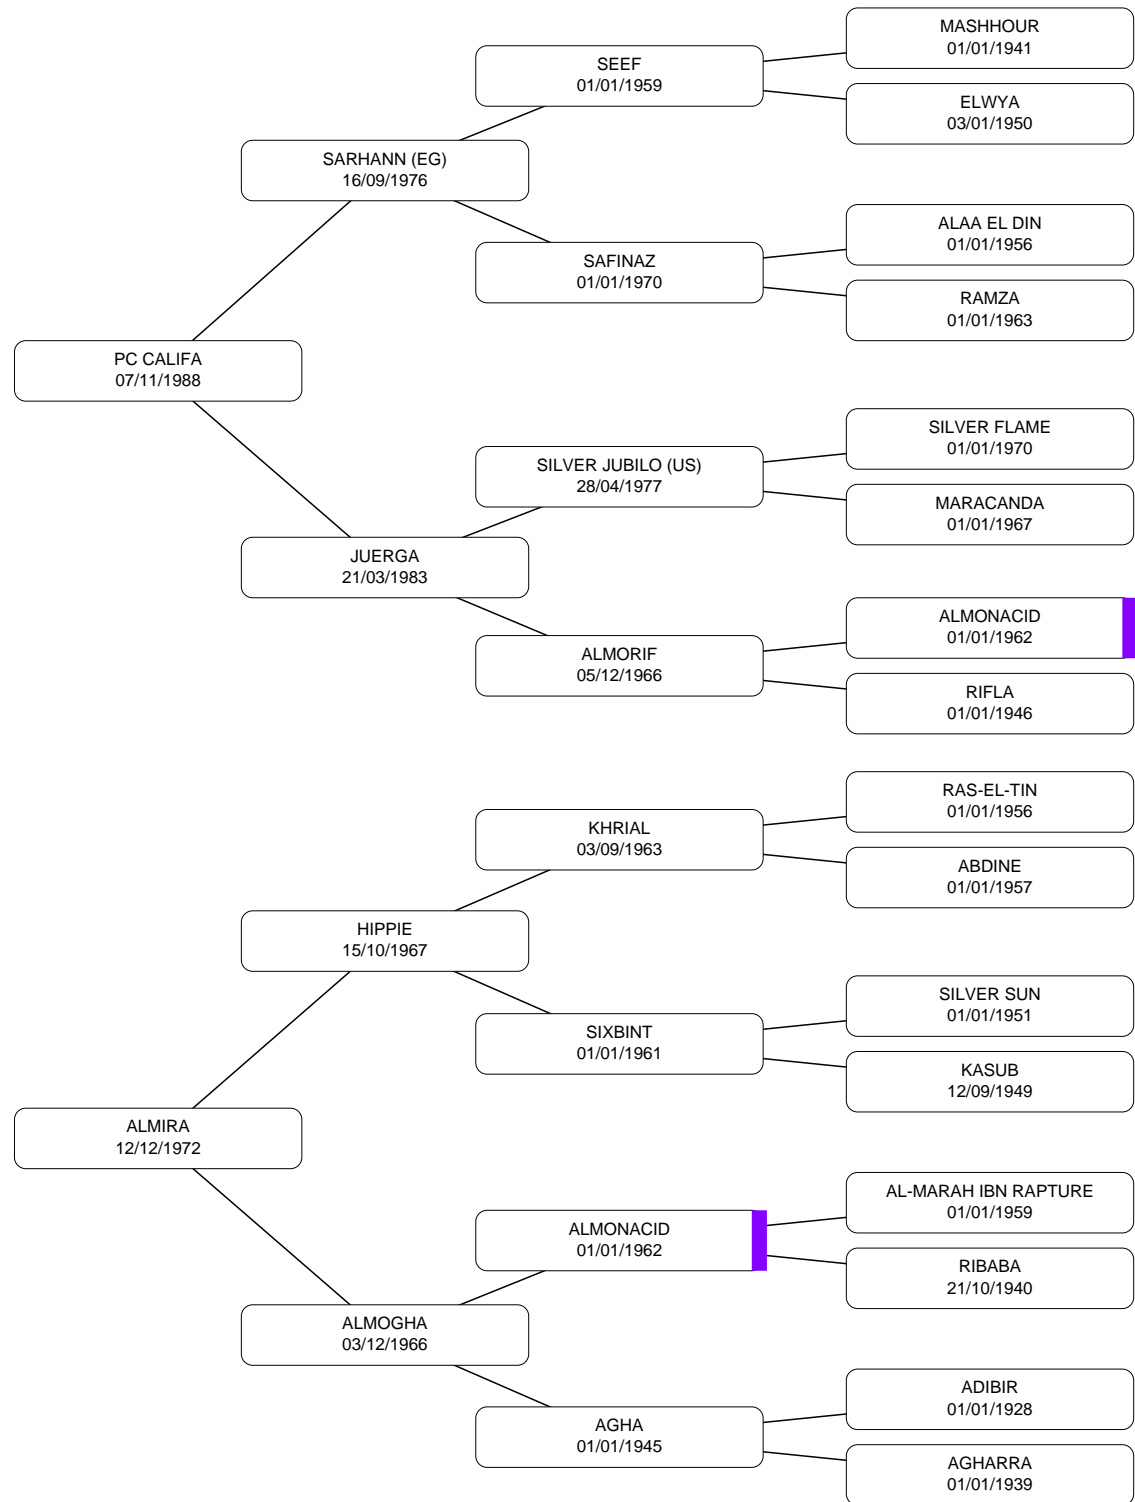 MASHHOUR
01/01/1941
SEEF
01/01/1959
ELWYA
03/01/1950
SARHANN (EG)
16/09/1976
ALAA EL DIN
01/01/1956
SAFINAZ
01/01/1970
RAMZA
01/01/1963
PC CALIFA
07/11/1988
SILVER FLAME
01/01/1970
SILVER JUBILO (US)
28/04/1977
MARACANDA
01/01/1967
JUERGA
21/03/1983
ALMONACID
01/01/1962
ALMORIF
05/12/1966
RIFLA
01/01/1946
RAS-EL-TIN
01/01/1956
KHRIAL
03/09/1963
ABDINE
01/01/1957
HIPPIE
15/10/1967
SILVER SUN
01/01/1951
SIXBINT
01/01/1961
KASUB
12/09/1949
ALMIRA
12/12/1972
AL-MARAH IBN RAPTURE
01/01/1959
ALMONACID
01/01/1962
RIBABA
21/10/1940
ALMOGHA
03/12/1966
ADIBIR
01/01/1928
AGHA
01/01/1945
AGHARRA
01/01/1939